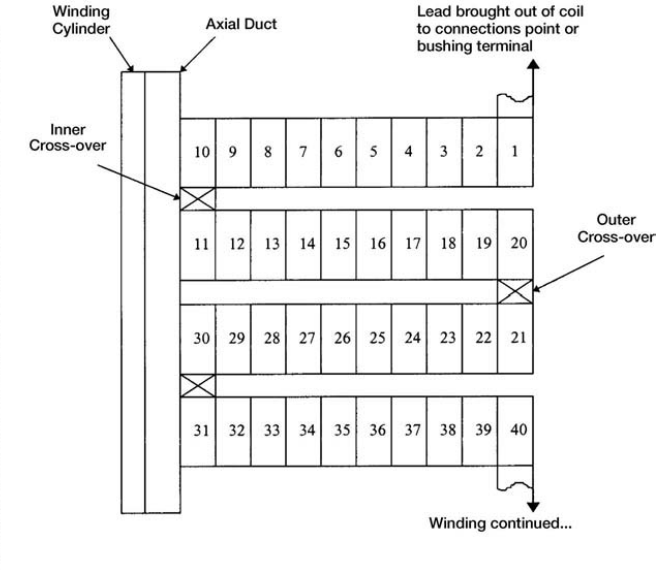 Winding
Cylinder
Axial Duct
Lead brought out of coil
to connections point or
bushing terminal
Inner
Cross-over
10 9 8 7 6 5 4 3 2 1
11 12 13 14 15 16 17 18 19 20
Outer
Cross-over
30 29 28 27 26 25 24 23 22 21
31 32 33 34 35 36 37 38 39 40
Winding continued...